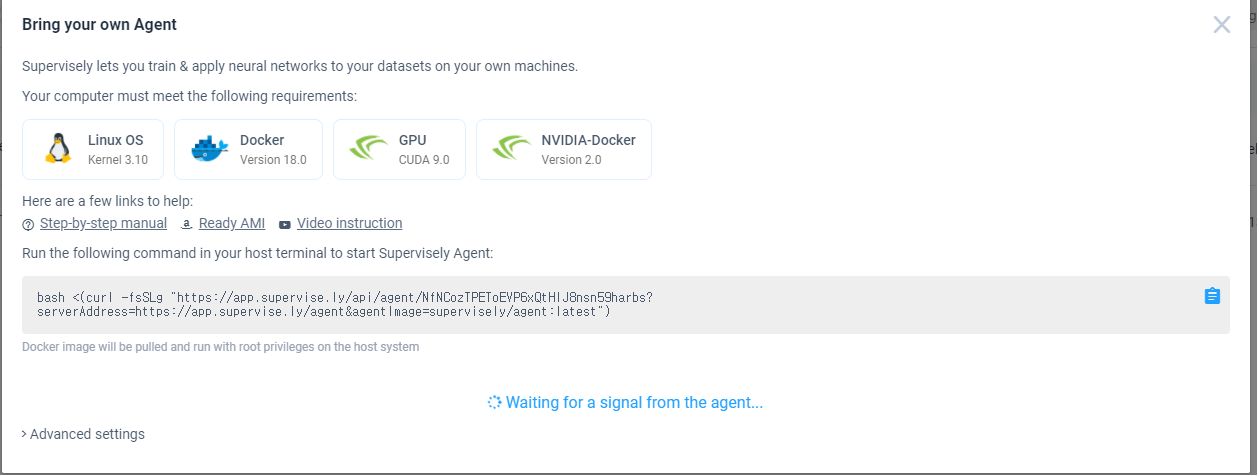 Bring your own Agent
Supervisely lets you train & apply neural networks to your datasets on your own machines.
Your computer must meet the following requirements:
Linux OS
Kernel 3.10
Docker
Version 18.0
GPU
CUDA 9.0
NVIDIA-Docker
Version 2.0
Here are a few links to help:
Step-by-step manual Ready AMI Video instruction
Run the following command in your host terminal to start Supervisely Agent:
bash <(curl -fsSLg "https://app.supervise.ly/api/agent/NfNCozTPEToEVP6xQtHlJ8nsn59harbs?
serverAddress=https://app.supervise.ly/agent&agentImage=supervisely/agent:latest")
Docker image will be pulled and run with root privileges on the host system
Waiting for a signal from the agent...
Advanced settings